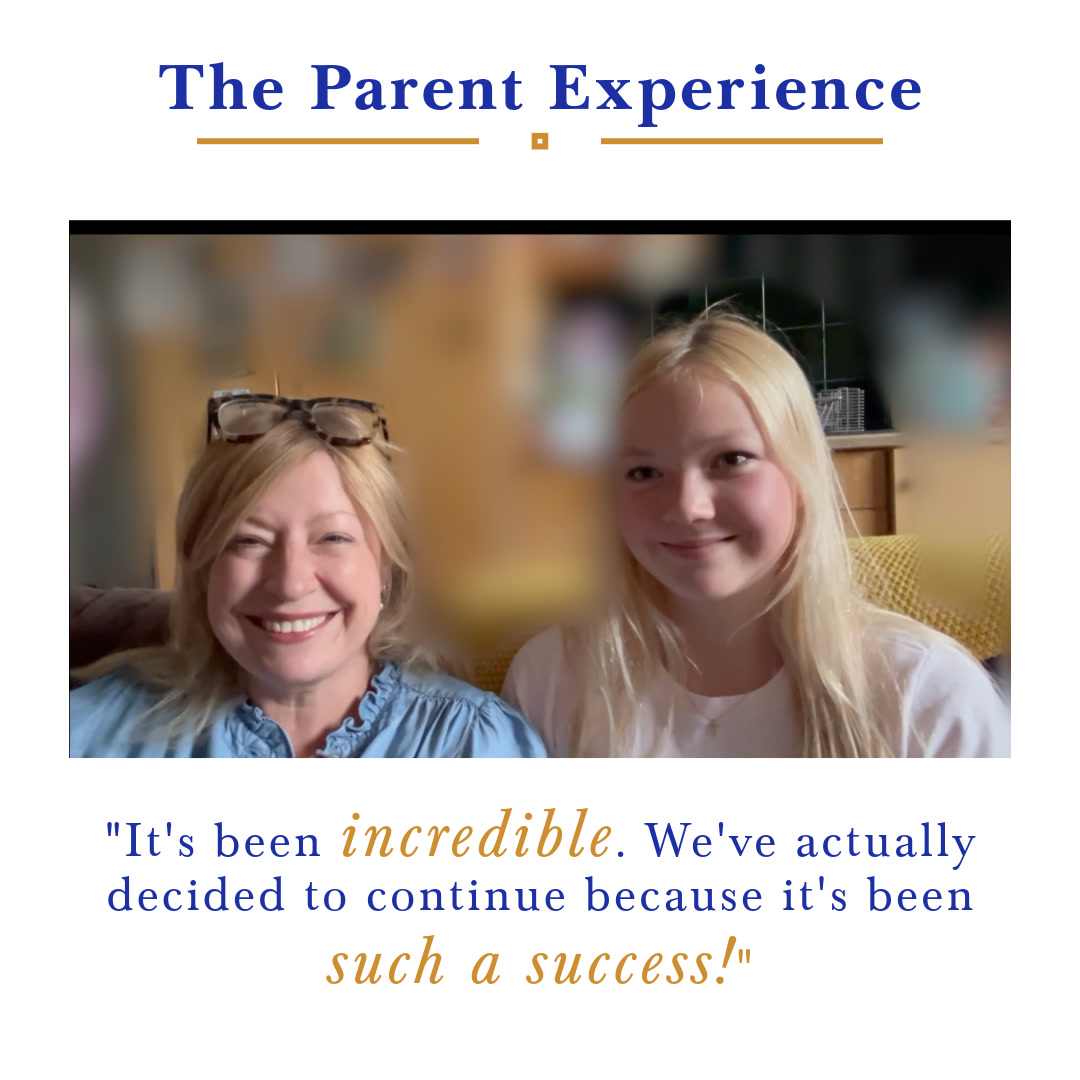 The Parent Experience
"It's been incredible. We've actually
decided to continue because it's been
such a success!"